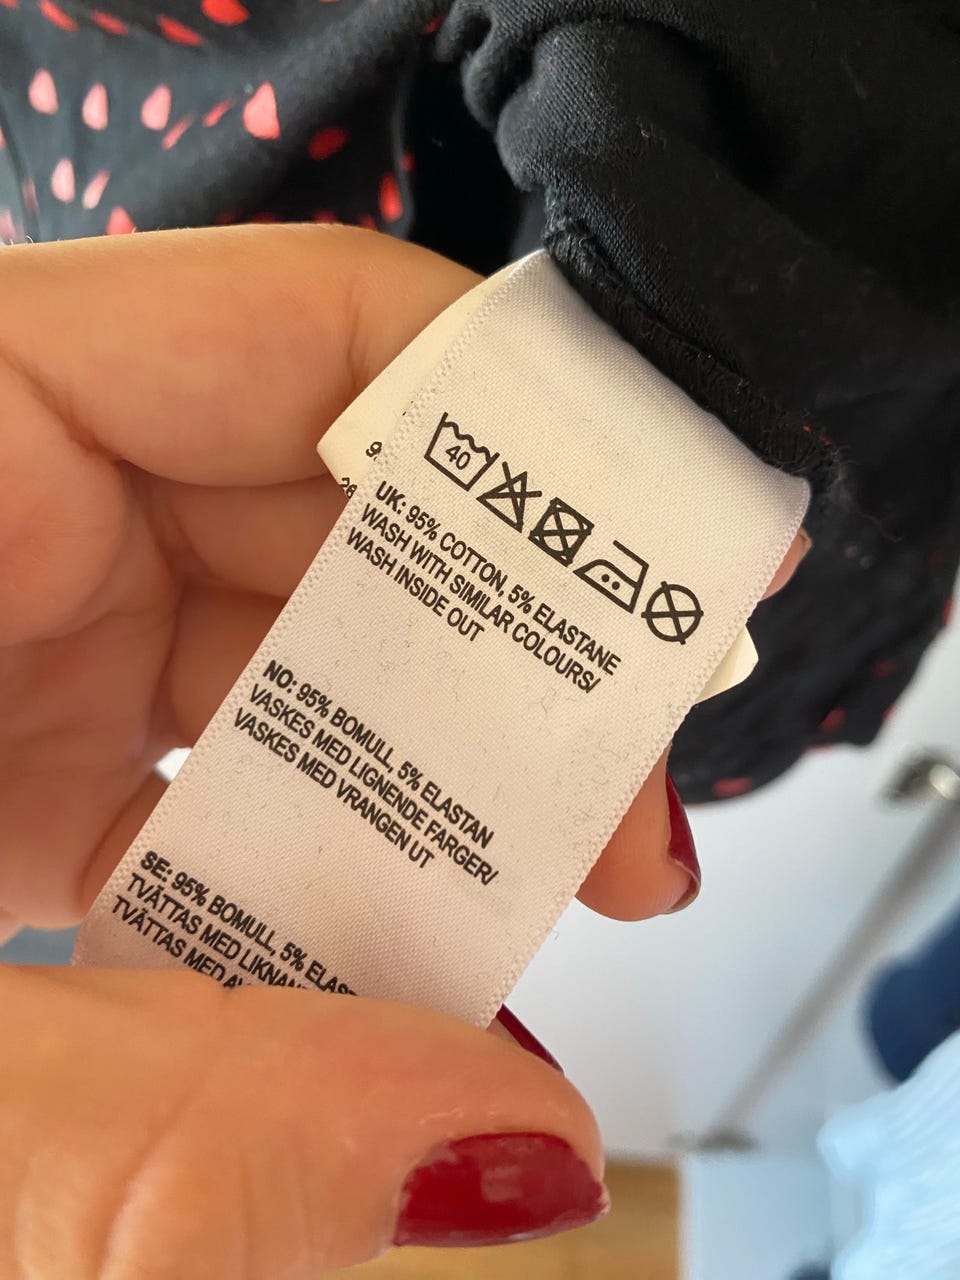 40
UK: 95% COTTON, 5% ELASTANE
WASH WITH SIMILAR COLOURS/
WASH INSIDE OUT
NO: 95% BOMULL, 5% ELASTAN
VASKES MED LIGNENDE FARGER/
VASKES MED VRANGEN UT
SE: 95% BOMULL, 5%
TVÄTTAS MED
TVÄTTAS MED